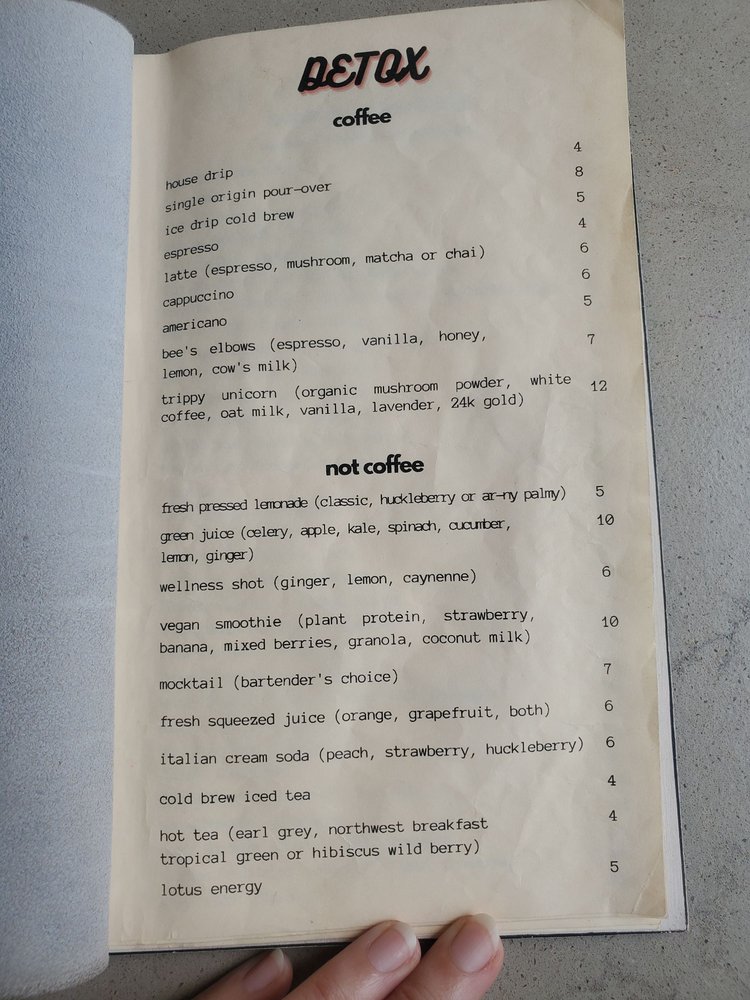 DETOX
coffee
house drip 4
single origin pour-over 8
ice drip cold brew 5
espresso 4
latte (espresso, mushroom, matcha or chai) 6
cappuccino 6
americano 5
bee's elbows (espresso, vanilla, honey,
lemon, cow's milk) 7
trippy unicorn (organic mushroom powder, white
coffee, oat milk, vanilla, lavender, 24k gold) 12
not coffee
fresh pressed lemonade (classic, huckleberry or ar-ny palmy) 5
green juice (celery, apple, kale, spinach, cucumber, 10
lemon, ginger)
wellness shot (ginger, lemon, caynenne) 6
vegan smoothie (plant protein, strawberry,
banana, mixed berries, granola, coconut milk) 10
mocktail (bartender's choice) 7
fresh squeezed juice (orange, grapefruit, both) 6
italian cream soda (peach, strawberry, huckleberry) 6
cold brew iced tea 4
hot tea (earl grey, northwest breakfast 4
tropical green or hibiscus wild berry)
lotus energy 5